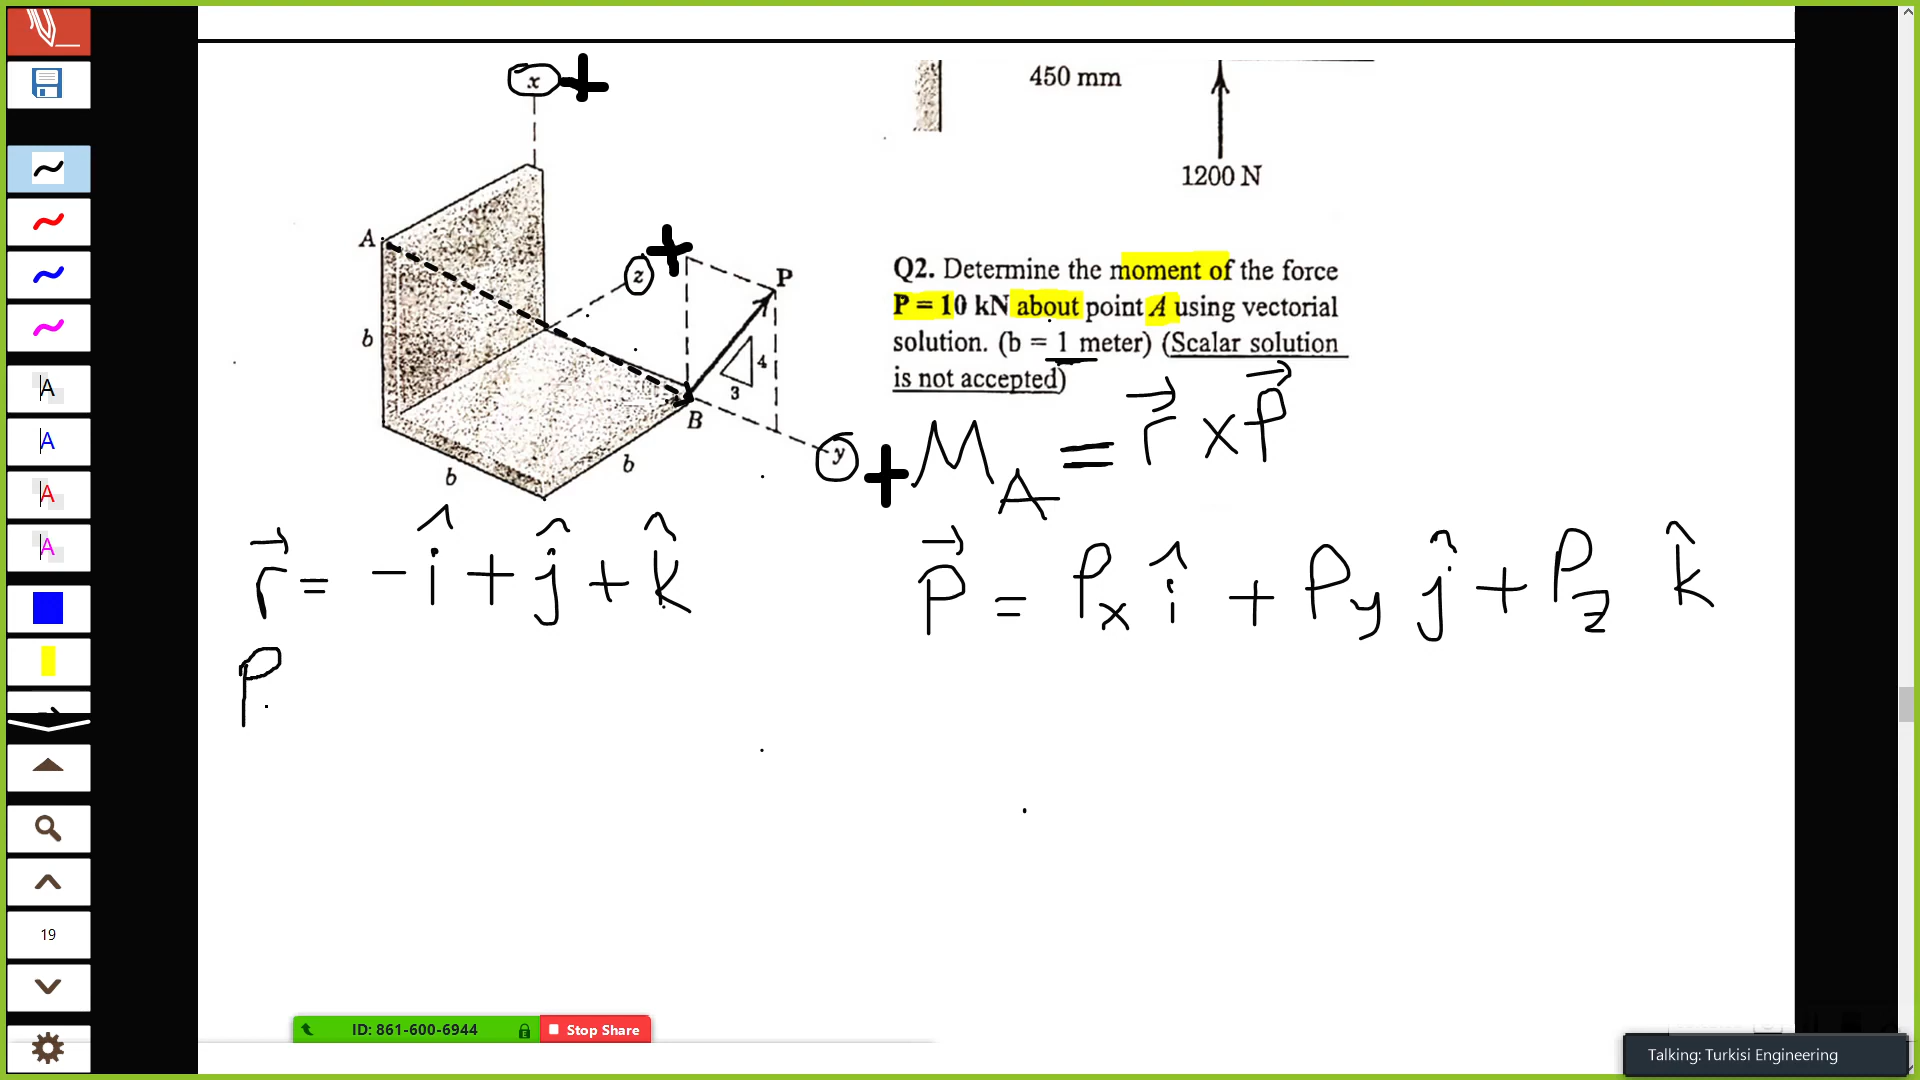 x +
450 mm
1200 N
A
z +
P
b
4
3
B
y +
b
b
Q2. Determine the moment of the force
P = 10 kN about point A using vectorial
solution. (b = 1 meter) (Scalar solution
is not accepted)
M_A = r⃗ x P⃗
r⃗ = - î + ĵ + k̂
P⃗ = Pₓ î + P_y ĵ + P_z k̂
P
A
A
A
A
19
ID: 861-600-6944
Stop Share
Talking: Turkisi Engineering